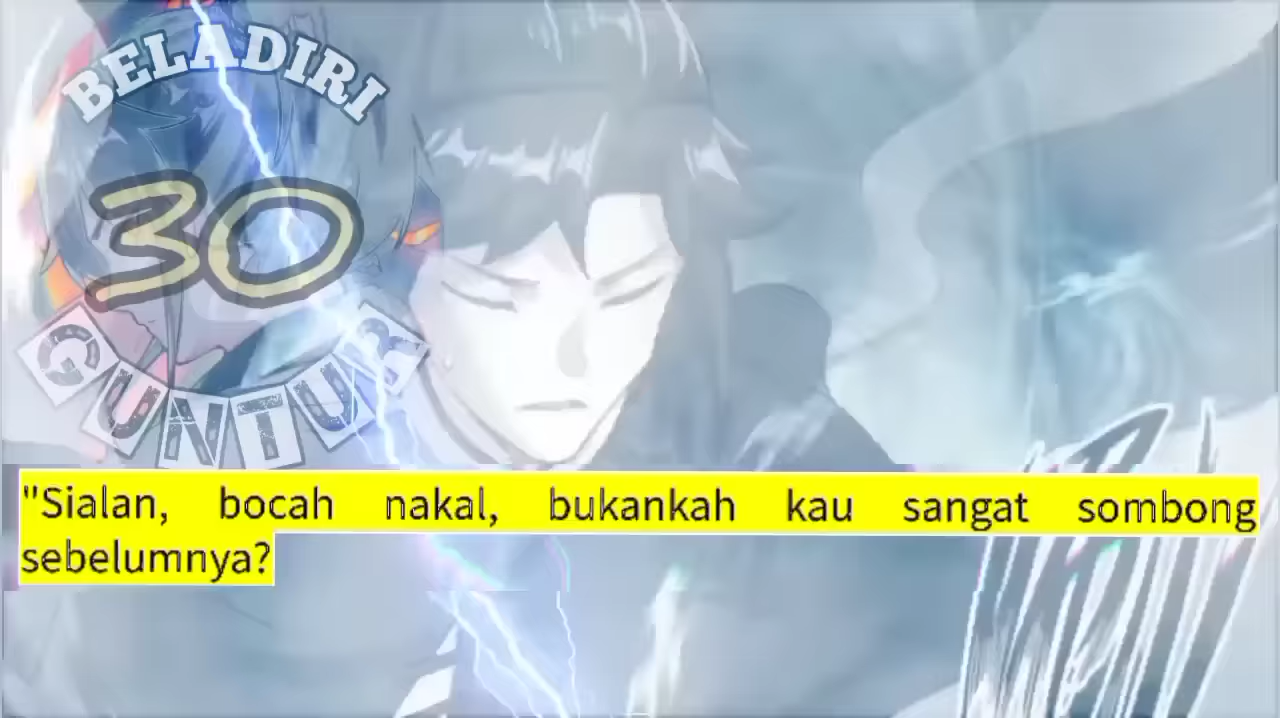 BELADIRI
30
GUNTUR
"Sialan, bocah nakal, bukankah kau sangat sombong
sebelumnya?